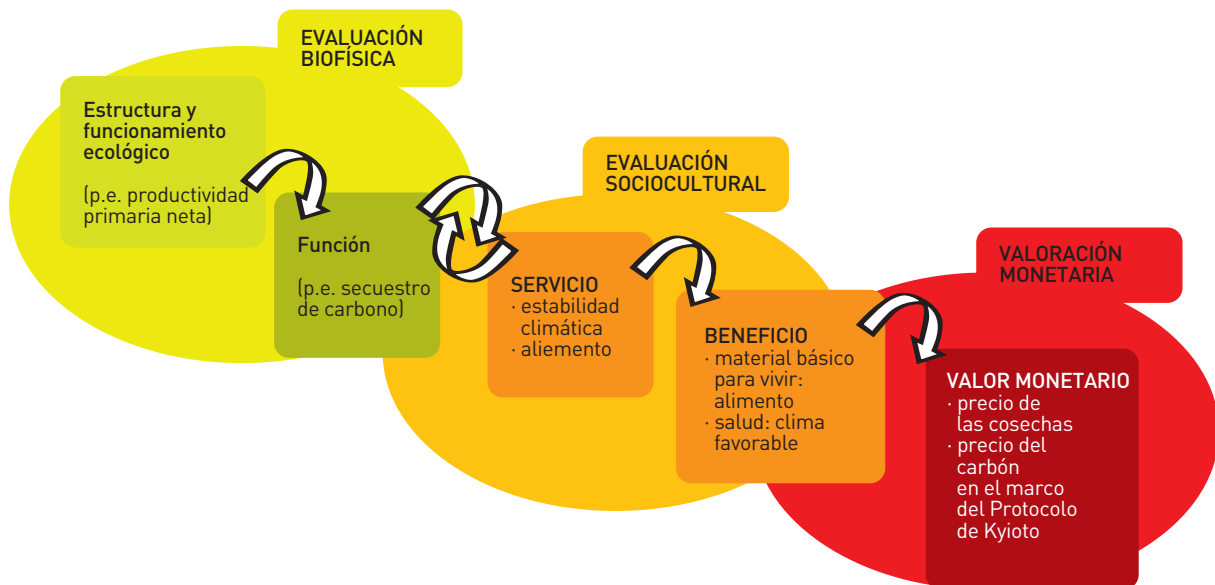 EVALUACIÓN
BIOFÍSICA
Estructura y
funcionamiento
ecológico
(p.e. productividad
primaria neta)
Función
(p.e. secuestro
de carbono)
EVALUACIÓN
SOCIOCULTURAL
SERVICIO
· estabilidad
climática
· aliemento
BENEFICIO
· material básico
para vivir:
alimento
· salud: clima
favorable
VALORACIÓN
MONETARIA
VALOR MONETARIO
· precio de
las cosechas
· precio del
carbón
en el marco
del Protocolo
de Kyioto